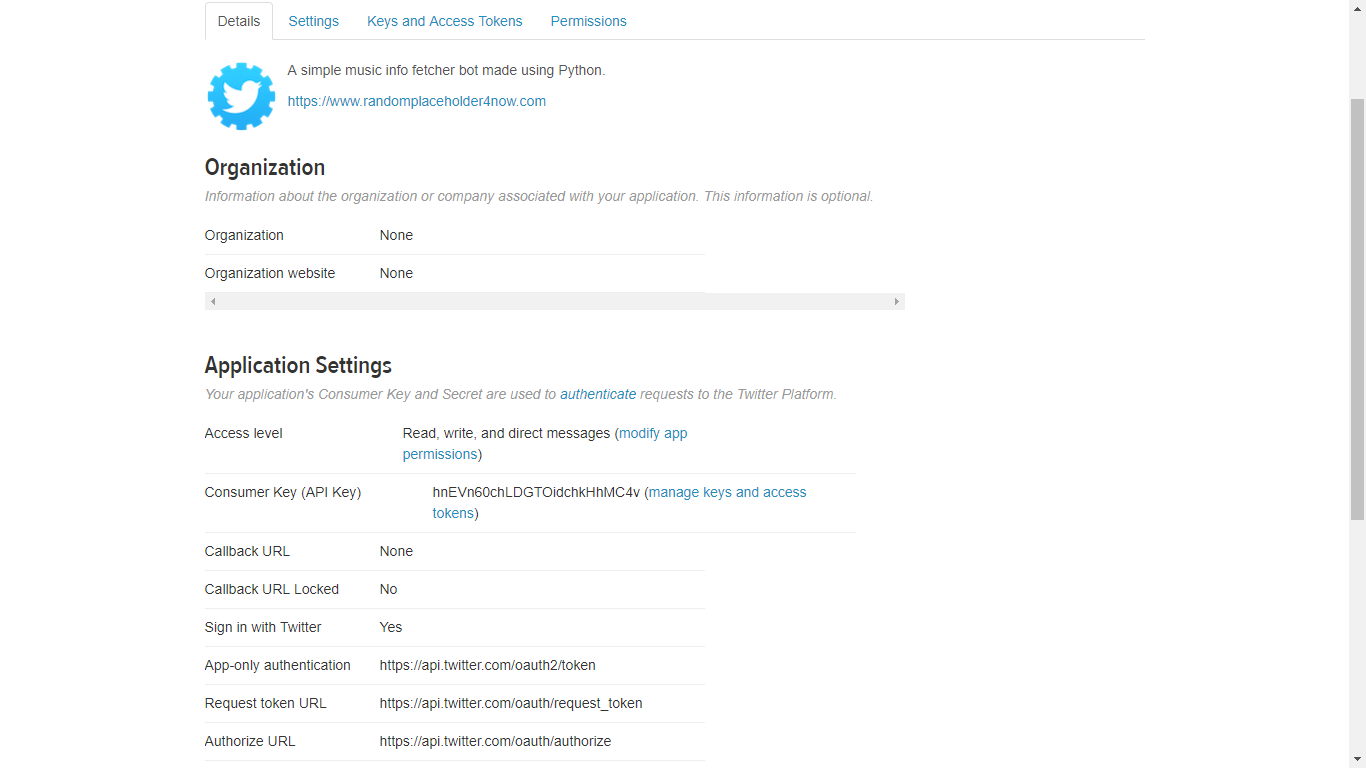 Details Settings Keys and Access Tokens Permissions
A simple music info fetcher bot made using Python.
https://www.randomplaceholder4now.com
Organization
Information about the organization or company associated with your application. This information is optional.
Organization None
Organization website None
Application Settings
Your application's Consumer Key and Secret are used to authenticate requests to the Twitter Platform.
Access level Read, write, and direct messages (modify app
permissions)
Consumer Key (API Key) hnEVn60chLDGTOidchkHhMC4v (manage keys and access
tokens)
Callback URL None
Callback URL Locked No
Sign in with Twitter Yes
App-only authentication https://api.twitter.com/oauth2/token
Request token URL https://api.twitter.com/oauth/request_token
Authorize URL https://api.twitter.com/oauth/authorize